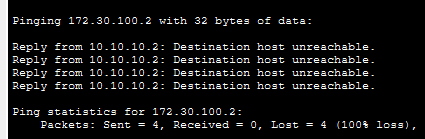 Pinging 172.30.100.2 with 32 bytes of data:
Reply from 10.10.10.2: Destination host unreachable.
Reply from 10.10.10.2: Destination host unreachable.
Reply from 10.10.10.2: Destination host unreachable.
Reply from 10.10.10.2: Destination host unreachable.
Ping statistics for 172.30.100.2:
Packets: Sent = 4, Received = 0, Lost = 4 (100% loss),